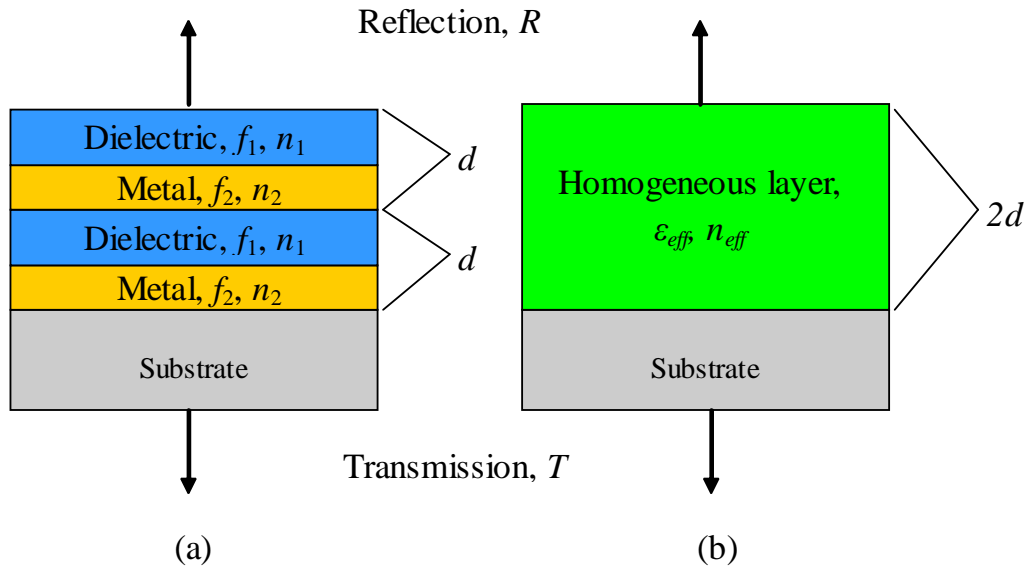 Reflection, R
Dielectric, f1, n1
Metal, f2, n2
Dielectric, f1, n1
Metal, f2, n2
Substrate
d
d
Homogeneous layer,
εeff, neff
Substrate
2d
Transmission, T
(a)
(b)